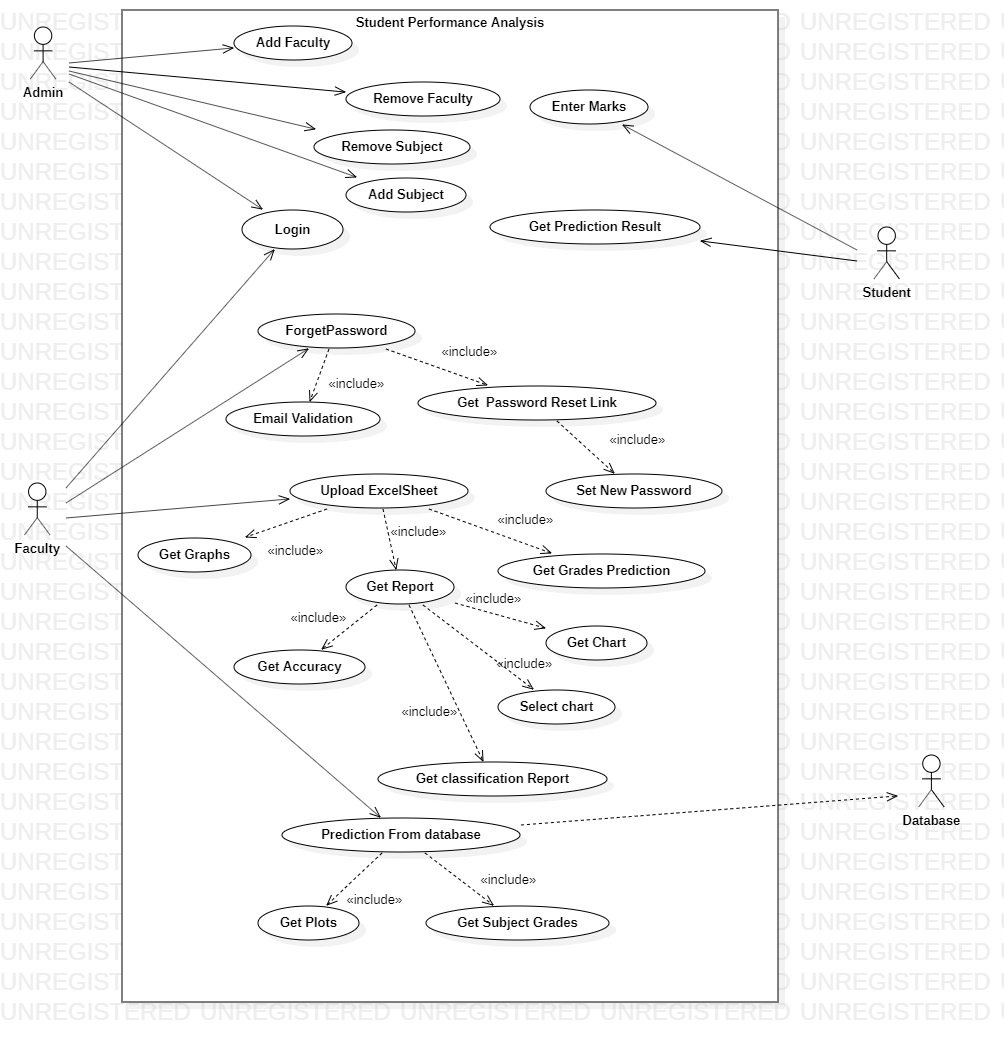 Student Performance Analysis
Add Faculty
Admin
Remove Faculty
Enter Marks
Remove Subject
Add Subject
Login
Get Prediction Result
Student
ForgetPassword
«include»
«include»
Email Validation
Get  Password Reset Link
«include»
Upload ExcelSheet
Set New Password
Faculty
«include»
«include»
«include»
Get Graphs
Get Grades Prediction
Get Report
«include»
«include»
Get Chart
Get Accuracy
«include»
Select chart
«include»
Get classification Report
Database
Prediction From database
«include»
«include»
Get Plots
Get Subject Grades
UNREGISTERED